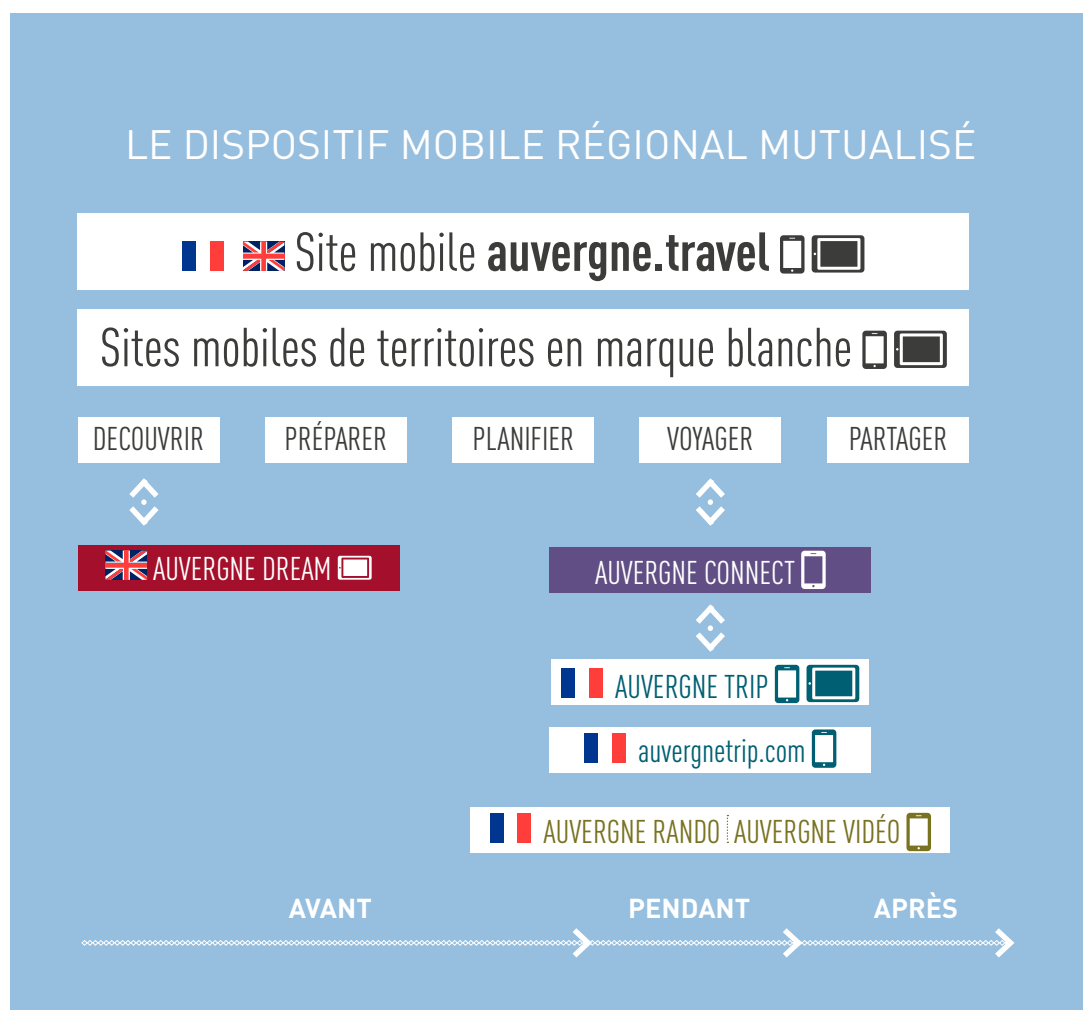 LE DISPOSITIF MOBILE RÉGIONAL MUTUALISÉ
Site mobile auvergne.travel
Sites mobiles de territoires en marque blanche
DECOUVRIR
PRÉPARER
PLANIFIER
VOYAGER
PARTAGER
AUVERGNE DREAM
AUVERGNE CONNECT
AUVERGNE TRIP
auvergnetrip.com
AUVERGNE RANDO AUVERGNE VIDÉO
AVANT
PENDANT
APRÈS